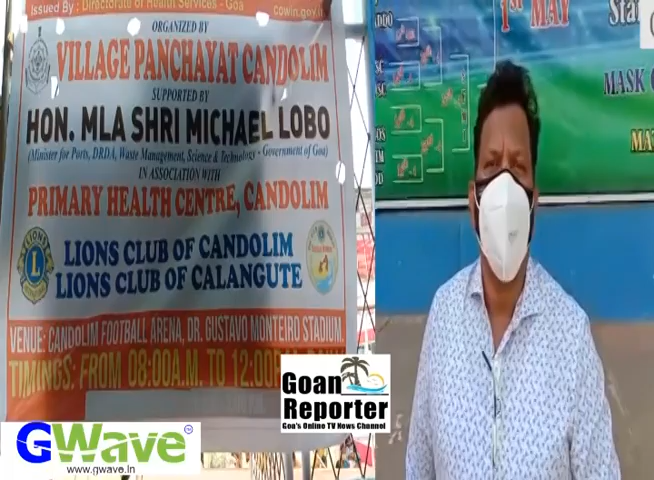 Issued By : Directorate of Health Services - Goa
cowin.gov.in
ORGANIZED BY
VILLAGE PANCHAYAT CANDOLIM
SUPPORTED BY
HON. MLA SHRI MICHAEL LOBO
(Minister for Ports, DRDA, Waste Management, Science & Technology - Government of Goa)
IN ASSOCIATION WITH
PRIMARY HEALTH CENTRE, CANDOLIM
LIONS CLUB OF CANDOLIM
LIONS CLUB OF CALANGUTE
VENUE: CANDOLIM FOOTBALL ARENA, DR. GUSTAVO MONTEIRO STADIUM,
TIMINGS: FROM 08:00A.M. TO 12:00
LIONS
L
GWave
www.gwave.in
Goan
Reporter
Goa's Online TV News Channel
1ST MAY
MASK